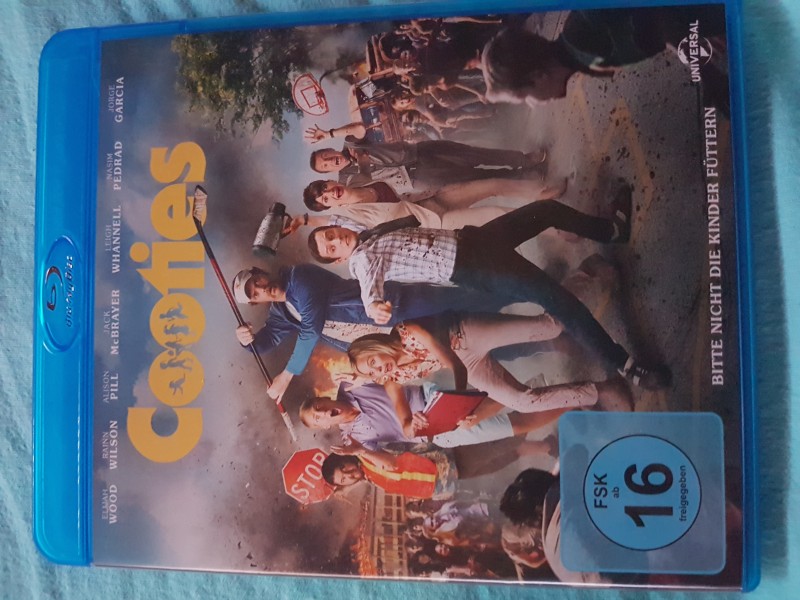 ELIJAH WOOD
RAINN WILSON
ALISON PILL
JACK McBRAYER
LEIGH WHANNELL
NASIM PEDRAD
JORGE GARCIA
Cooties
STOP
BITTE NICHT DIE KINDER FÜTTERN
UNIVERSAL
FSK
ab
16
freigegeben